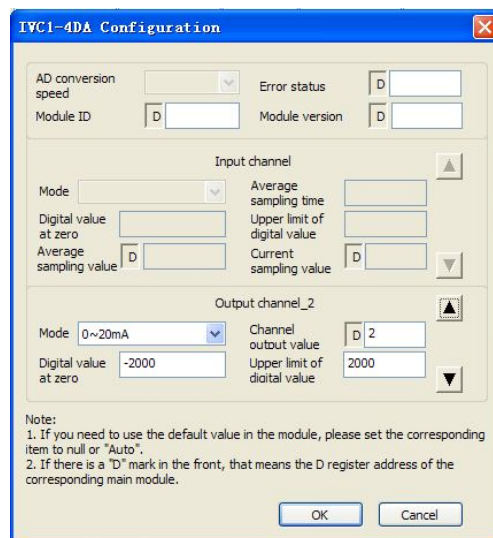 IVC1-4DA Configuration
AD conversion speed
Error status D
Module ID D
Module version D
Input channel
Mode
Average sampling time
Digital value at zero
Upper limit of digital value
Average sampling value D
Current sampling value D
Output channel_2
Mode 0~20mA
Channel output value D 2
Digital value at zero -2000
Upper limit of digital value 2000
Note:
1. If you need to use the default value in the module, please set the corresponding
item to null or "Auto".
2. If there is a "D" mark in the front, that means the D register address of the
corresponding main module.
OK Cancel